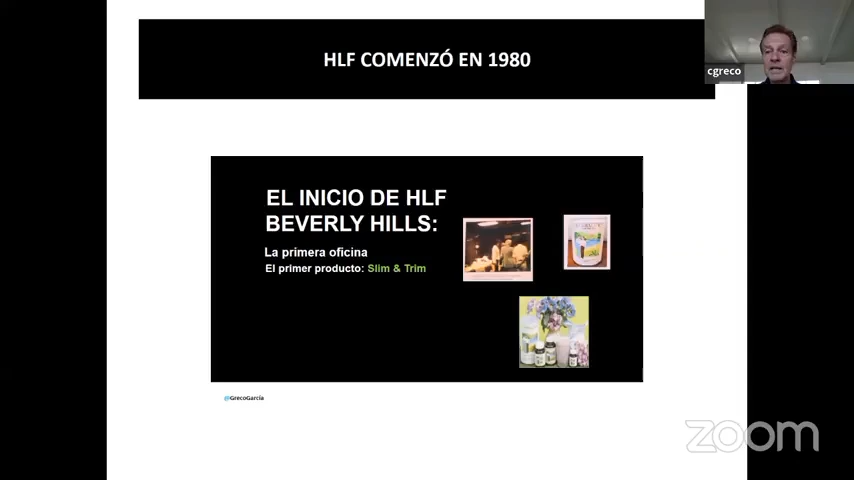 HLF COMENZÓ EN 1980
cgreco
EL INICIO DE HLF
BEVERLY HILLS:
La primera oficina
El primer producto: Slim & Trim
@GrecoGarcía
zoom